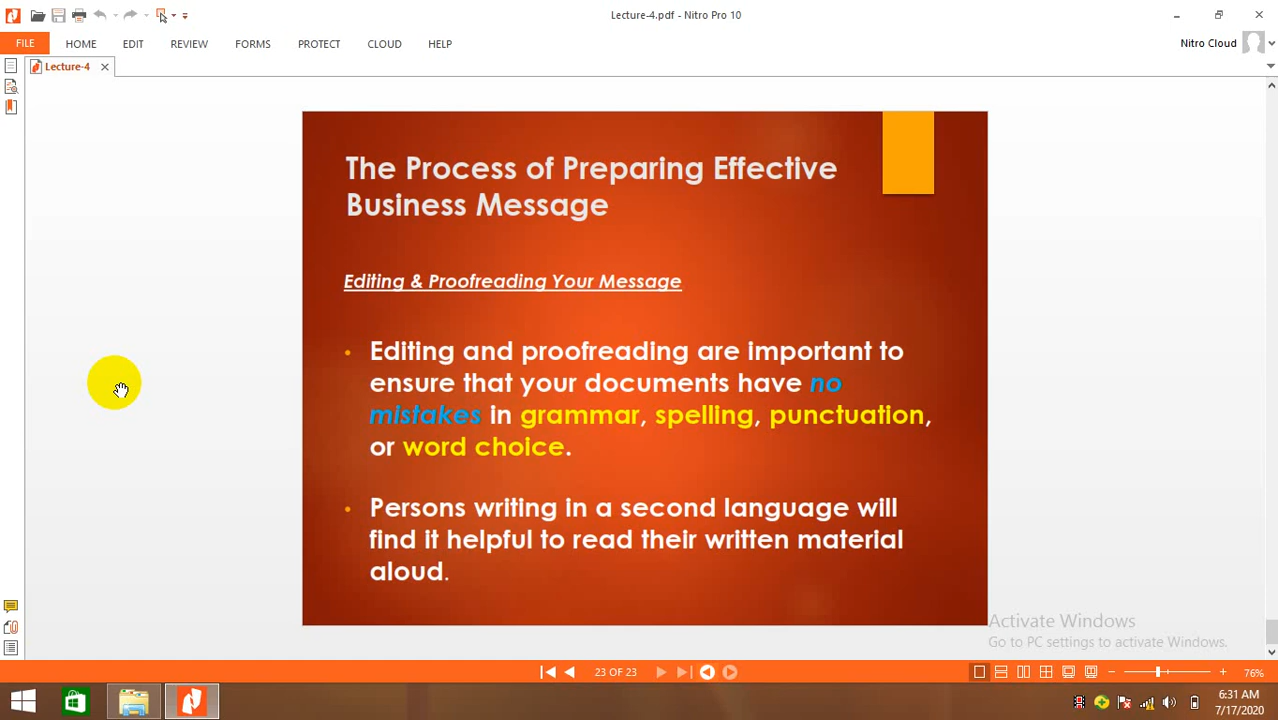 Lecture-4.pdf - Nitro Pro 10
FILE HOME EDIT REVIEW FORMS PROTECT CLOUD HELP Nitro Cloud
Lecture-4
The Process of Preparing Effective
Business Message
Editing & Proofreading Your Message
• Editing and proofreading are important to
ensure that your documents have no
mistakes in grammar, spelling, punctuation,
or word choice.
• Persons writing in a second language will
find it helpful to read their written material
aloud.
Activate Windows
Go to PC settings to activate Windows.
23 OF 23 76%
6:31 AM
7/17/2020